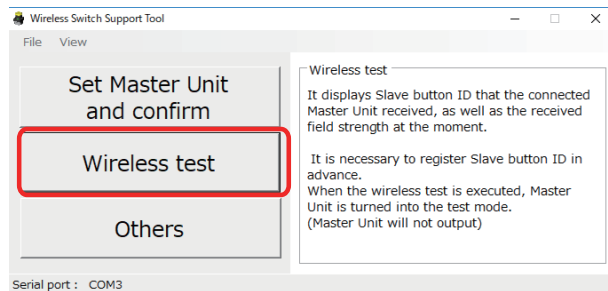 Wireless Switch Support Tool
File View
Set Master Unit
and confirm
Wireless test
Others
Wireless test
It displays Slave button ID that the connected
Master Unit received, as well as the received
field strength at the moment.
It is necessary to register Slave button ID in
advance.
When the wireless test is executed, Master
Unit is turned into the test mode.
(Master Unit will not output)
Serial port : COM3